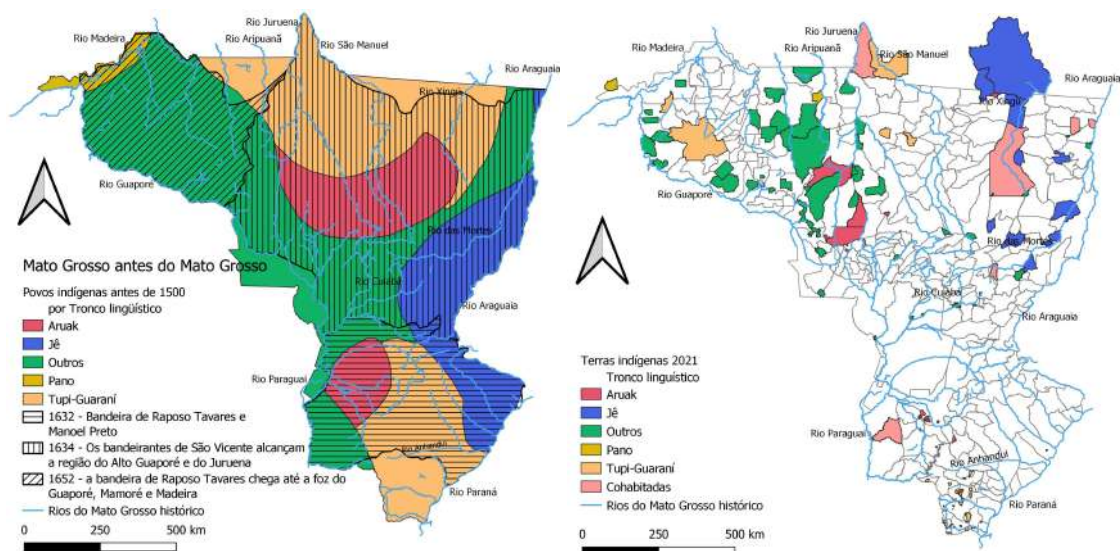 Rio Juruena
Rio Madeira
Rio Aripuanã
Rio São Manuel
Rio Araguaia
Rio Xingu
Rio Guaporé
Rio das Mortes
Rio Cuiabá
Rio Araguaia
Rio Paraguai
Rio Anhanduí
Rio Paraná
Mato Grosso antes do Mato Grosso
Povos indígenas antes de 1500
por Tronco lingüístico
Aruak
Jê
Outros
Pano
Tupi-Guaraní
1632 - Bandeira de Raposo Tavares e
Manoel Preto
1634 - Os bandeirantes de São Vicente alcançam
a região do Alto Guaporé e do Juruena
1652 - a bandeira de Raposo Tavares chega até a foz do
Guaporé, Mamoré e Madeira
Rios do Mato Grosso histórico
0 250 500 km
Rio Juruena
Rio Madeira
Rio Aripuanã
Rio São Manuel
Rio Araguaia
Rio Xingu
Rio Guaporé
Rio das Mortes
Rio Cuiabá
Rio Araguaia
Rio Paraguai
Rio Anhanduí
Rio Paraná
Terras indígenas 2021
Tronco linguístico
Aruak
Jê
Outros
Pano
Tupi-Guaraní
Cohabitadas
Rios do Mato Grosso histórico
0 250 500 km